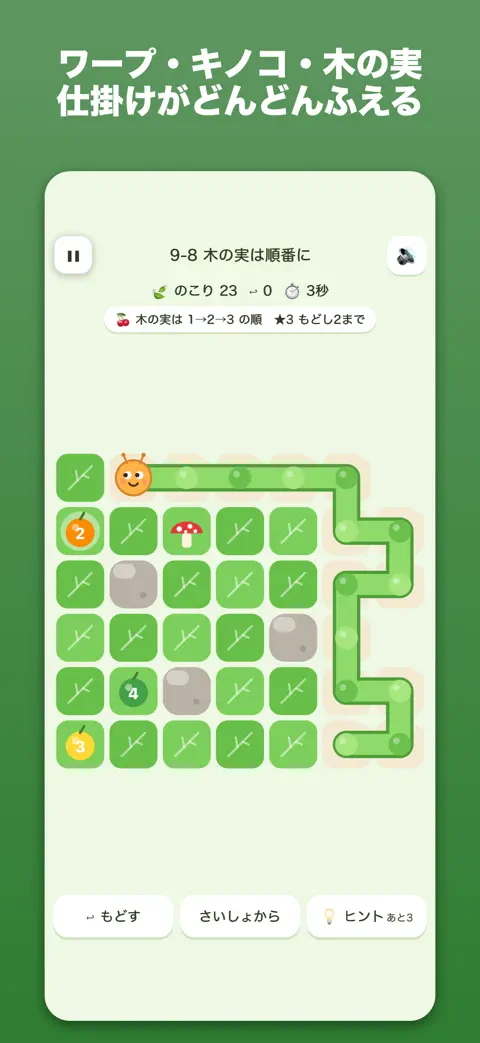 ワープ・キノコ・木の実
仕掛けがどんどんふえる
9-8 木の実は順番に
のこり 23 ↩ 0 3秒
木の実は 1→2→3 の順 ★3 もどし2まで
2
4
3
↩ もどす
さいしょから
ヒント あと3